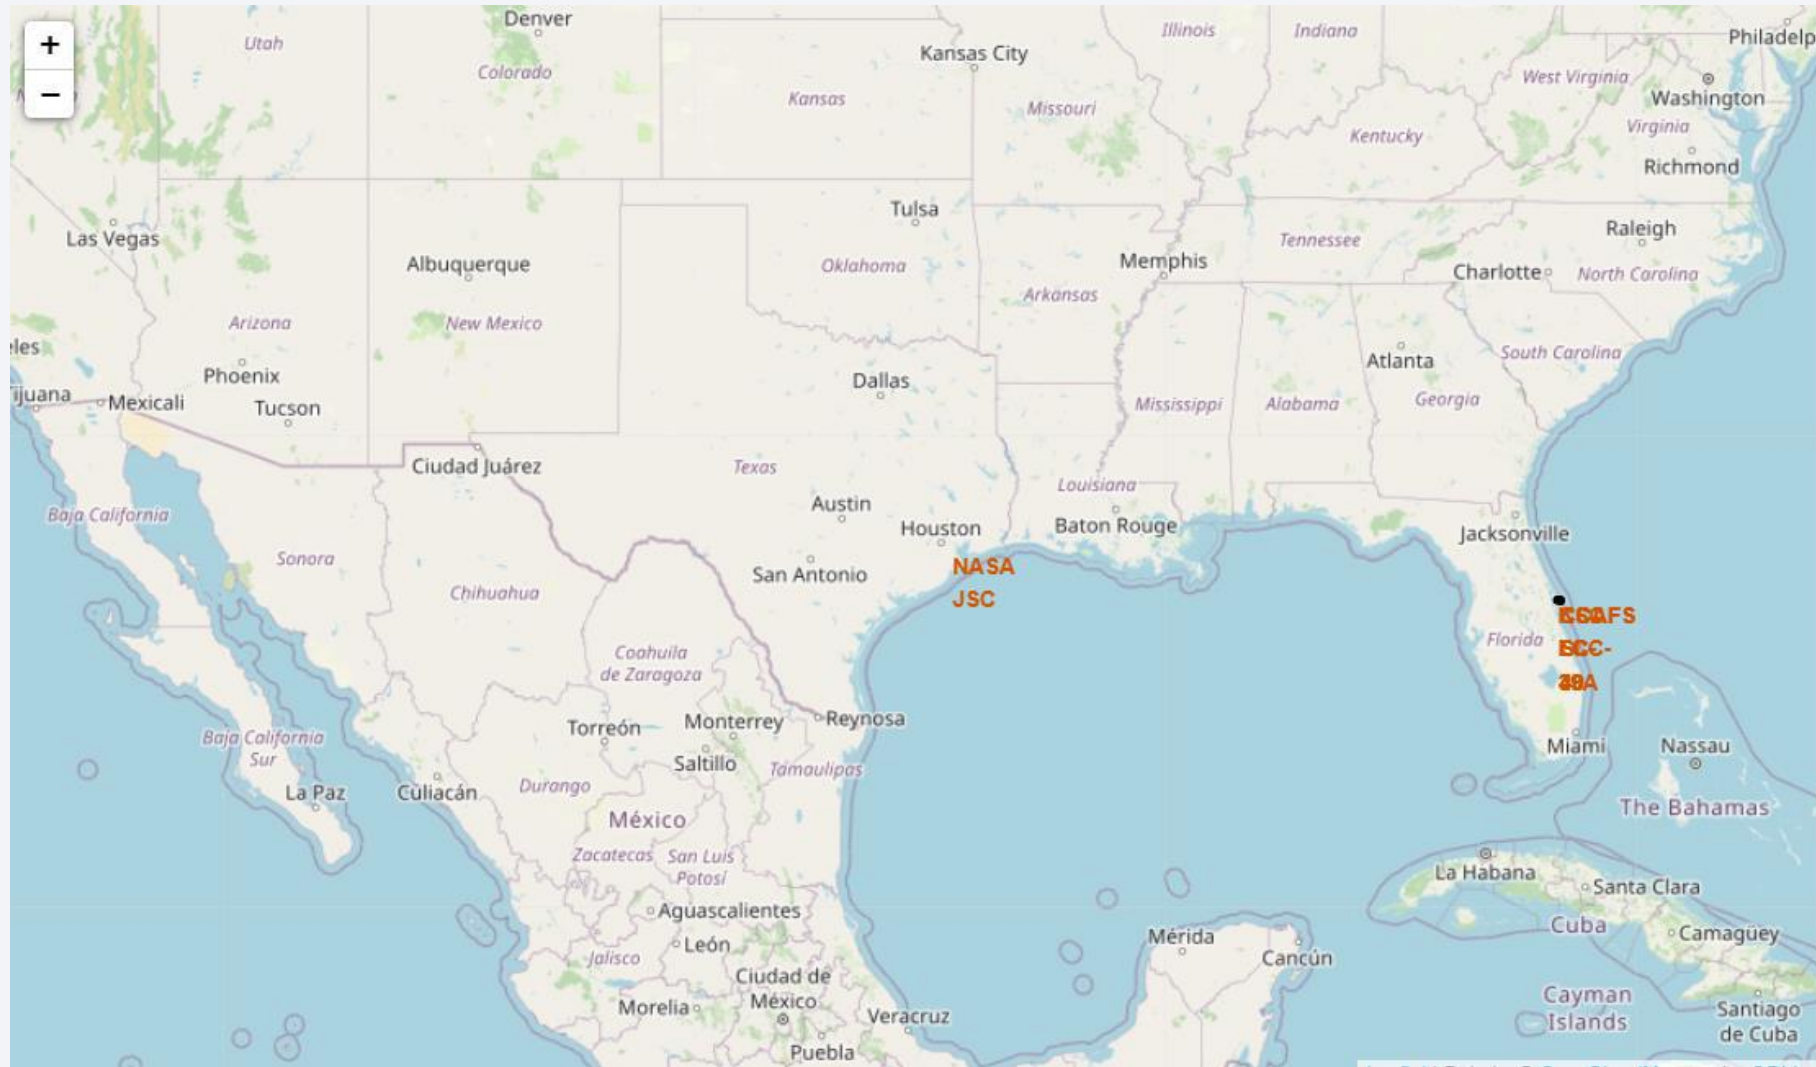 +
−
Denver
Utah
Colorado
Kansas City
Kansas
Missouri
Illinois
Indiana
Philadelp
West Virginia
Washington
Virginia
Kentucky
Richmond
Las Vegas
Albuquerque
Tulsa
Oklahoma
Memphis
Tennessee
Raleigh
Charlotte
North Carolina
Arizona
New Mexico
Arkansas
eles
Phoenix
Dallas
Atlanta
South Carolina
ijuana
Mexicali
Tucson
Mississippi
Alabama
Georgia
Ciudad Juárez
Texas
Louisiana
Austin
Baja California
Houston
Baton Rouge
Jacksonville
Sonora
San Antonio
NASA
JSC
Chihuahua
Florida
Coahuila
de Zaragoza
Torreón
Monterrey
Reynosa
Saltillo
Tamaulipas
Miami
Nassau
Baja California
Sur
La Paz
Culiacán
Durango
México
The Bahamas
Zacatecas
San Luis
Potosí
La Habana
Santa Clara
Aguascalientes
Cuba
Camagüey
León
Mérida
Cancún
Jalisco
Ciudad de
México
Morelia
Veracruz
Cayman
Islands
Santiago
de Cuba
Puebla